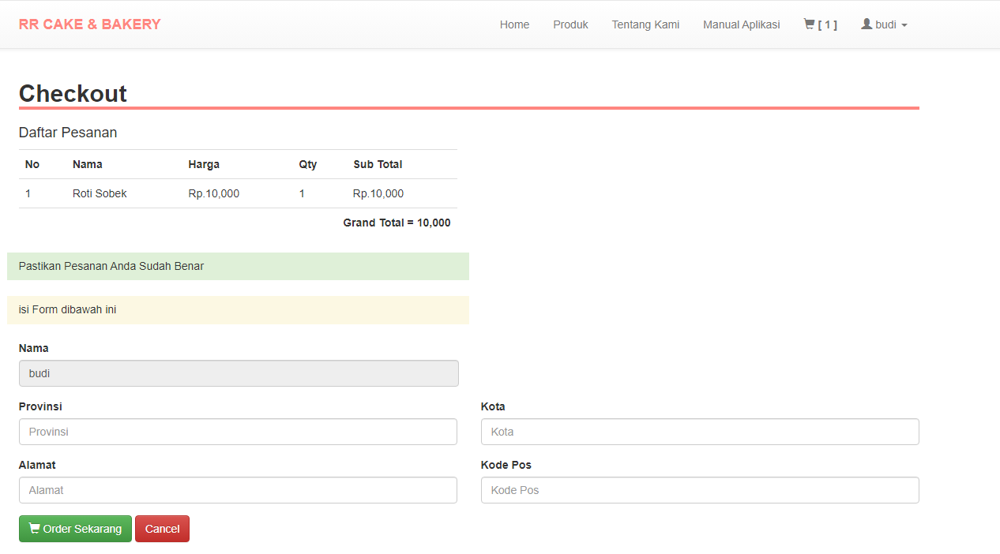 RR CAKE & BAKERY Home Produk Tentang Kami Manual Aplikasi [ 1 ] budi
Checkout
Daftar Pesanan
No Nama Harga Qty Sub Total
1 Roti Sobek Rp.10,000 1 Rp.10,000
Grand Total = 10,000
Pastikan Pesanan Anda Sudah Benar
isi Form dibawah ini
Nama
budi
Provinsi Kota
Provinsi Kota
Alamat Kode Pos
Alamat Kode Pos
Order Sekarang Cancel